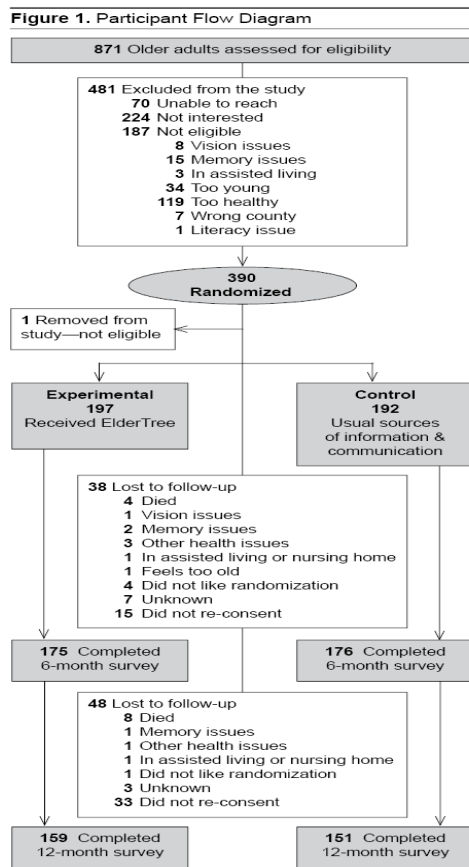 Figure 1. Participant Flow Diagram
871 Older adults assessed for eligibility
481 Excluded from the study
70 Unable to reach
224 Not interested
187 Not eligible
8 Vision issues
15 Memory issues
3 In assisted living
34 Too young
119 Too healthy
7 Wrong county
1 Literacy issue
390
Randomized
1 Removed from
study—not eligible
Experimental
197
Received ElderTree
Control
192
Usual sources
of information &
communication
38 Lost to follow-up
4 Died
1 Vision issues
2 Memory issues
3 Other health issues
1 In assisted living or nursing home
1 Feels too old
4 Did not like randomization
7 Unknown
15 Did not re-consent
175 Completed
6-month survey
176 Completed
6-month survey
48 Lost to follow-up
8 Died
1 Memory issues
1 Other health issues
1 In assisted living or nursing home
1 Did not like randomization
3 Unknown
33 Did not re-consent
159 Completed
12-month survey
151 Completed
12-month survey